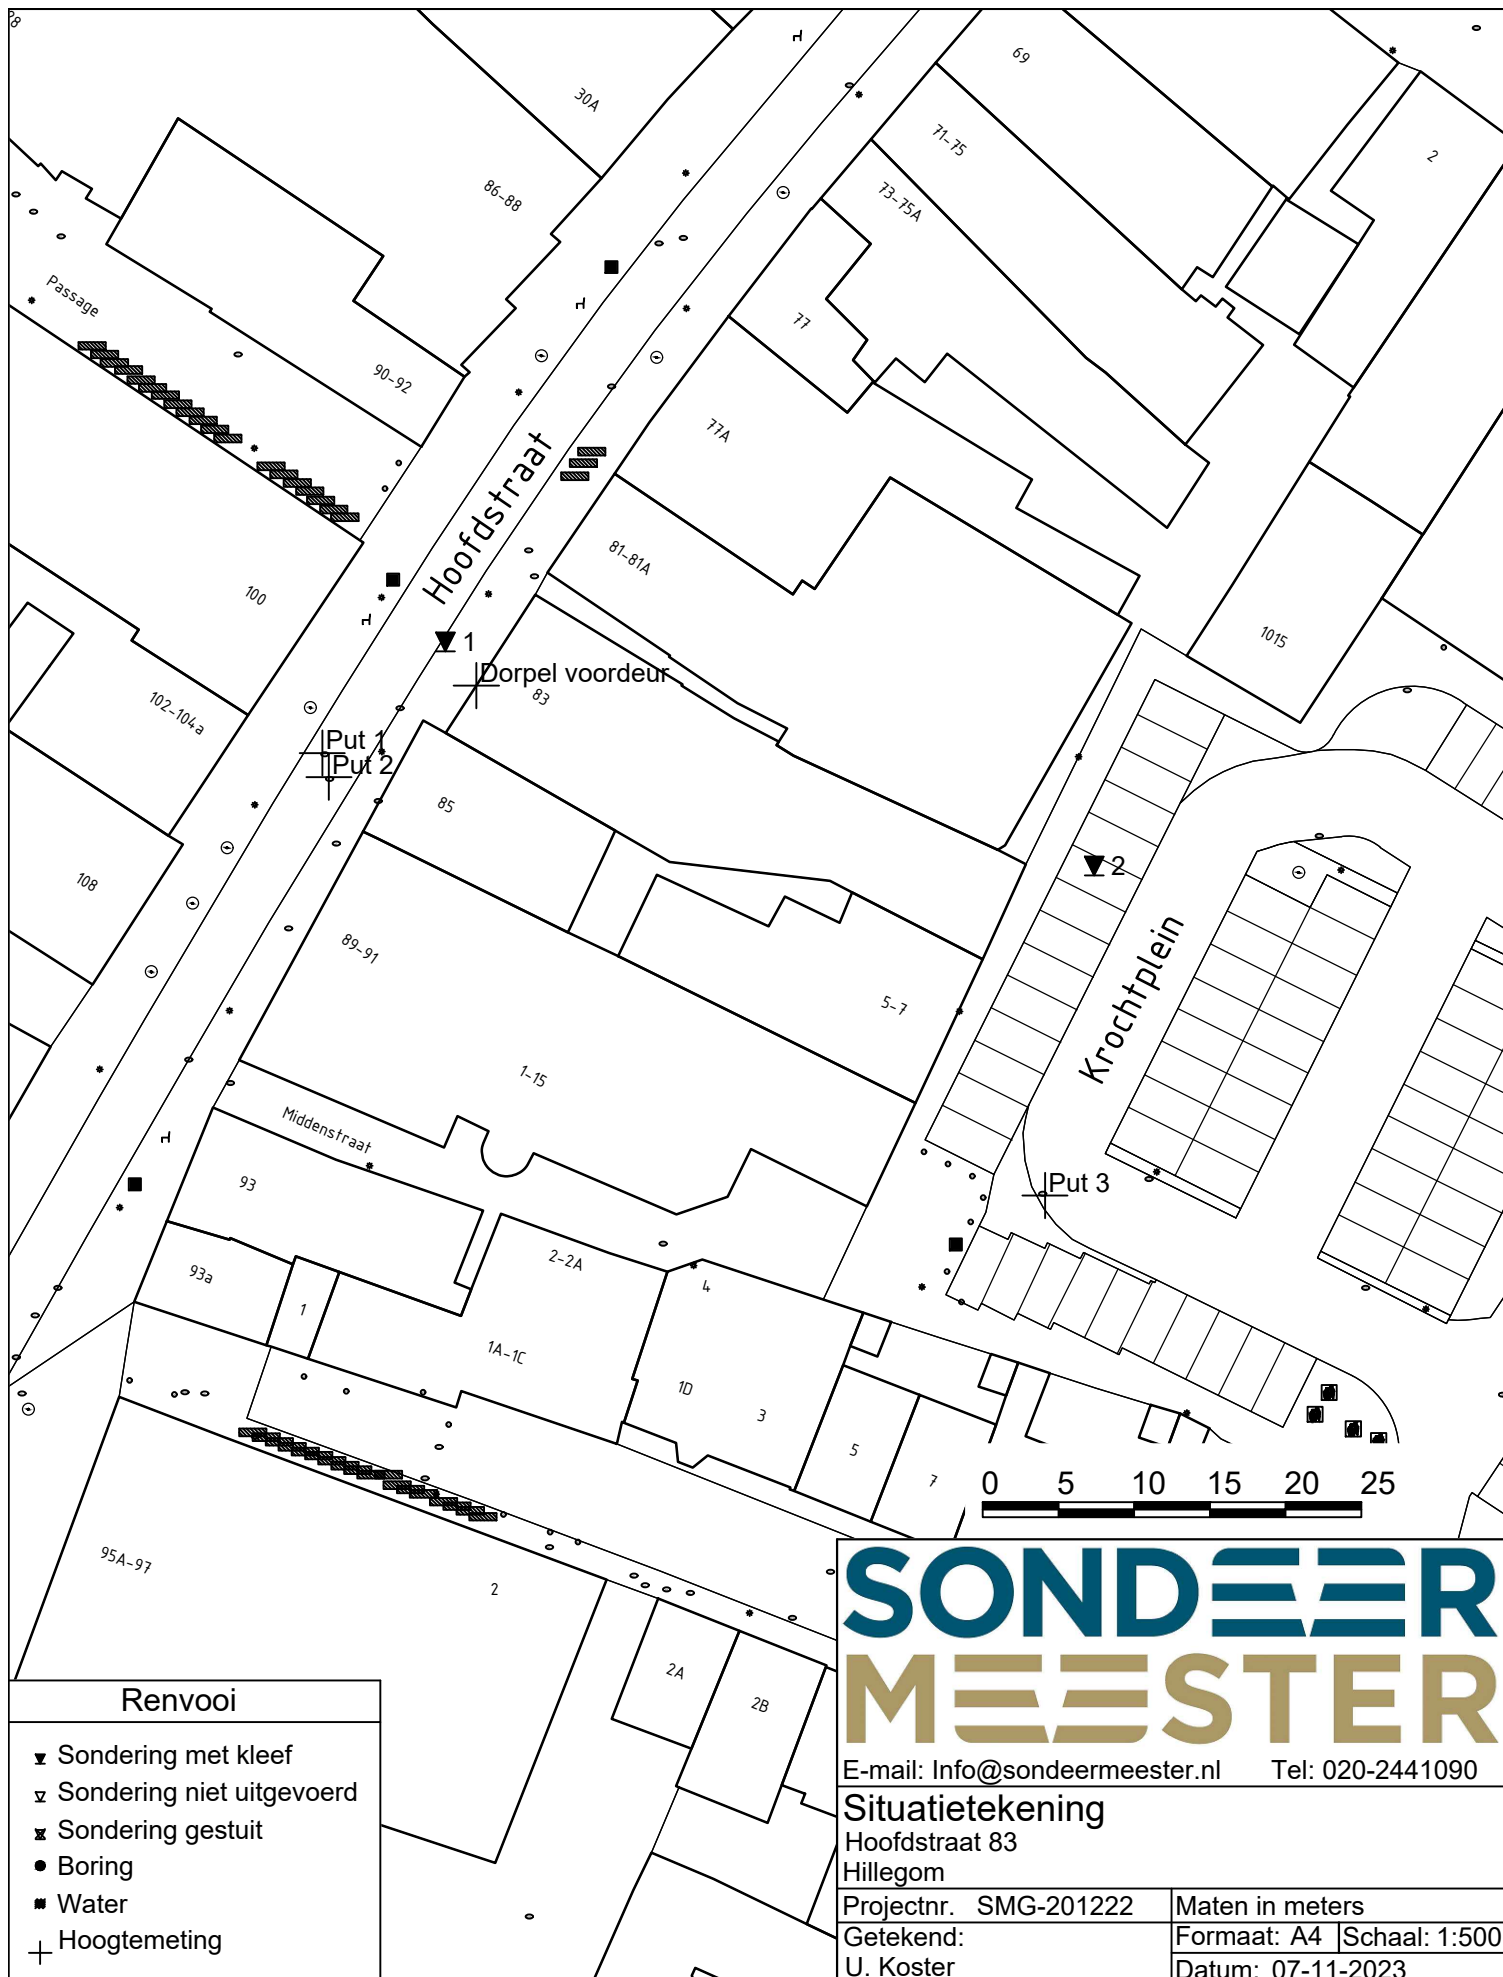 28
30A
69
71-75
2
86-88
73-75A
Passage
77
90-92
77A
Hoofdstraat
81-81A
100
1
1015
Dorpel voordeur
83
102-104a
Put 1
Put 2
85
2
108
89-91
Krochtplein
5-7
1-15
Middenstraat
93
Put 3
2-2A
93a
4
1
1A-1C
1D
3
5
7
0 5 10 15 20 25
95A-97
2
2A
2B
SONDEER
MEESTER
E-mail: Info@sondeermeester.nl Tel: 020-2441090
Situatietekening
Hoofdstraat 83
Hillegom
Projectnr. SMG-201222
Maten in meters
Getekend:
U. Koster
Formaat: A4
Schaal: 1:500
Datum: 07-11-2023
Renvooi
Sondering met kleef
Sondering niet uitgevoerd
Sondering gestuit
Boring
Water
Hoogtemeting